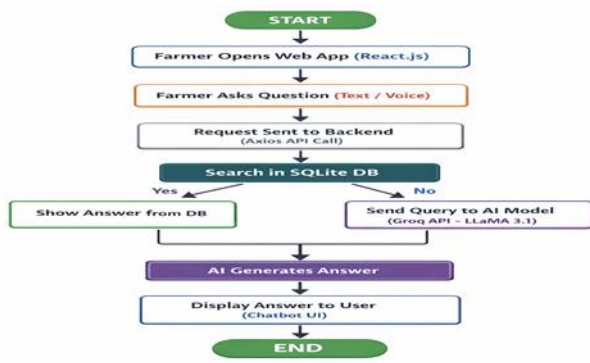 START
Farmer Opens Web App (React.js)
Farmer Asks Question (Text / Voice)
Request Sent to Backend
(Axios API Call)
Search in SQLite DB
Yes
No
Show Answer from DB
Send Query to AI Model
(Groq API - LLaMA 3.1)
AI Generates Answer
Display Answer to User
(Chatbot UI)
END